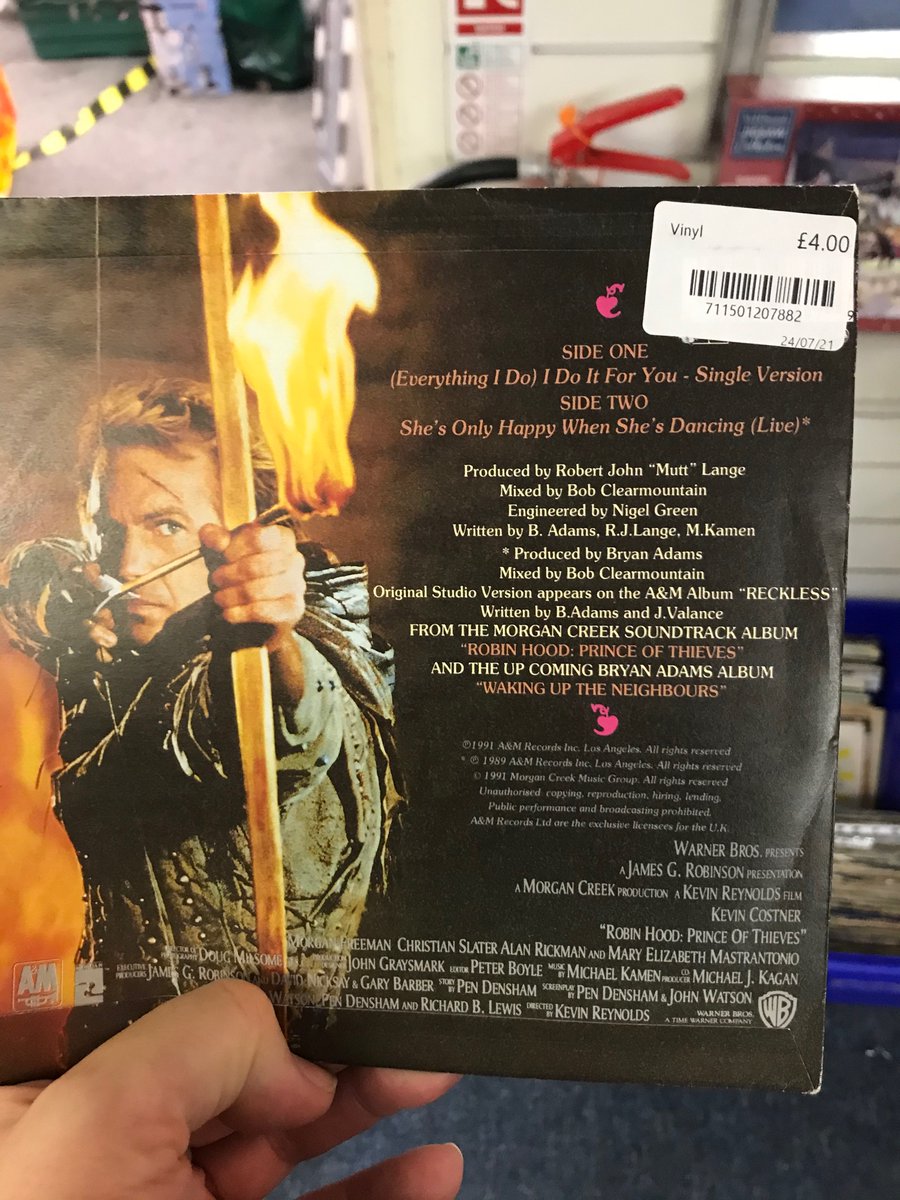 Vinyl
£4.00
711501207882
24/07/21
SIDE ONE
(Everything I Do) I Do It For You - Single Version
SIDE TWO
She's Only Happy When She's Dancing (Live)*
Produced by Robert John “Mutt” Lange
Mixed by Bob Clearmountain
Engineered by Nigel Green
Written by B. Adams, R.J.Lange, M.Kamen
* Produced by Bryan Adams
Mixed by Bob Clearmountain
Original Studio Version appears on the A&M Album “RECKLESS”
Written by B.Adams and J.Valance
FROM THE MORGAN CREEK SOUNDTRACK ALBUM
“ROBIN HOOD: PRINCE OF THIEVES”
AND THE UP COMING BRYAN ADAMS ALBUM
“WAKING UP THE NEIGHBOURS”
℗1991 A&M Records Inc. Los Angeles. All rights reserved
* ℗ 1989 A&M Records Inc. Los Angeles. All rights reserved
© 1991 Morgan Creek Music Group. All rights reserved
Unauthorised copying, reproduction, hiring, lending,
Public performance and broadcasting prohibited.
A&M Records Ltd are the exclusive licensees for the U.K.
WARNER BROS. PRESENTS
A JAMES G. ROBINSON PRESENTATION
A MORGAN CREEK PRODUCTION A KEVIN REYNOLDS FILM
KEVIN COSTNER
“ROBIN HOOD: PRINCE OF THIEVES”
MORGAN FREEMAN CHRISTIAN SLATER ALAN RICKMAN AND MARY ELIZABETH MASTRANTONIO
DIRECTOR OF PHOTOGRAPHY DOUG MILSOME JOHN GRAYSMARK EDITOR PETER BOYLE MUSIC BY MICHAEL KAMEN CO PRODUCER MICHAEL J. KAGAN
EXECUTIVE PRODUCERS JAMES G. ROBINSON DAVID NICKSAY & GARY BARBER STORY BY PEN DENSHAM SCREENPLAY BY PEN DENSHAM & JOHN WATSON
WATSON, PEN DENSHAM AND RICHARD B. LEWIS DIRECTED BY KEVIN REYNOLDS
A&M
WARNER BROS.
A TIME WARNER COMPANY
WB